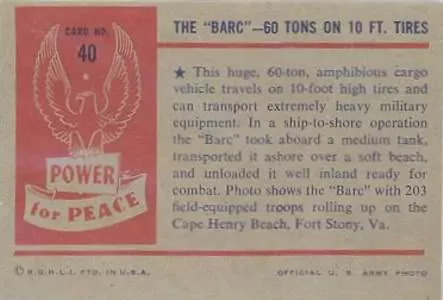 CARD NO.
40
POWER
for PEACE
THE "BARC"—60 TONS ON 10 FT. TIRES
★ This huge, 60-ton, amphibious cargo
vehicle travels on 10-foot high tires and
can transport extremely heavy military
equipment. In a ship-to-shore operation
the "Barc" took aboard a medium tank,
transported it ashore over a soft beach,
and unloaded it well inland ready for
combat. Photo shows the "Barc" with 203
field-equipped troops rolling up on the
Cape Henry Beach, Fort Stony, Va.
© B.G.H.L.I. PTD. IN U.S.A.
OFFICIAL U. S. ARMY PHOTO